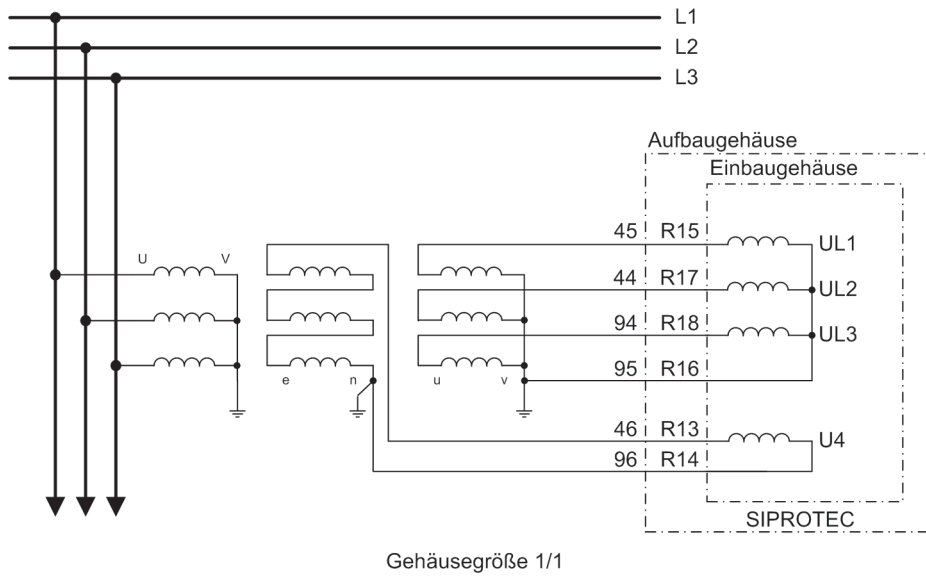 L1
L2
L3
Aufbaugehäuse
Einbaugehäuse
45 R15 UL1
U V
44 R17 UL2
94 R18 UL3
95 R16
e n u v
46 R13 U4
96 R14
SIPROTEC
Gehäusegröße 1/1